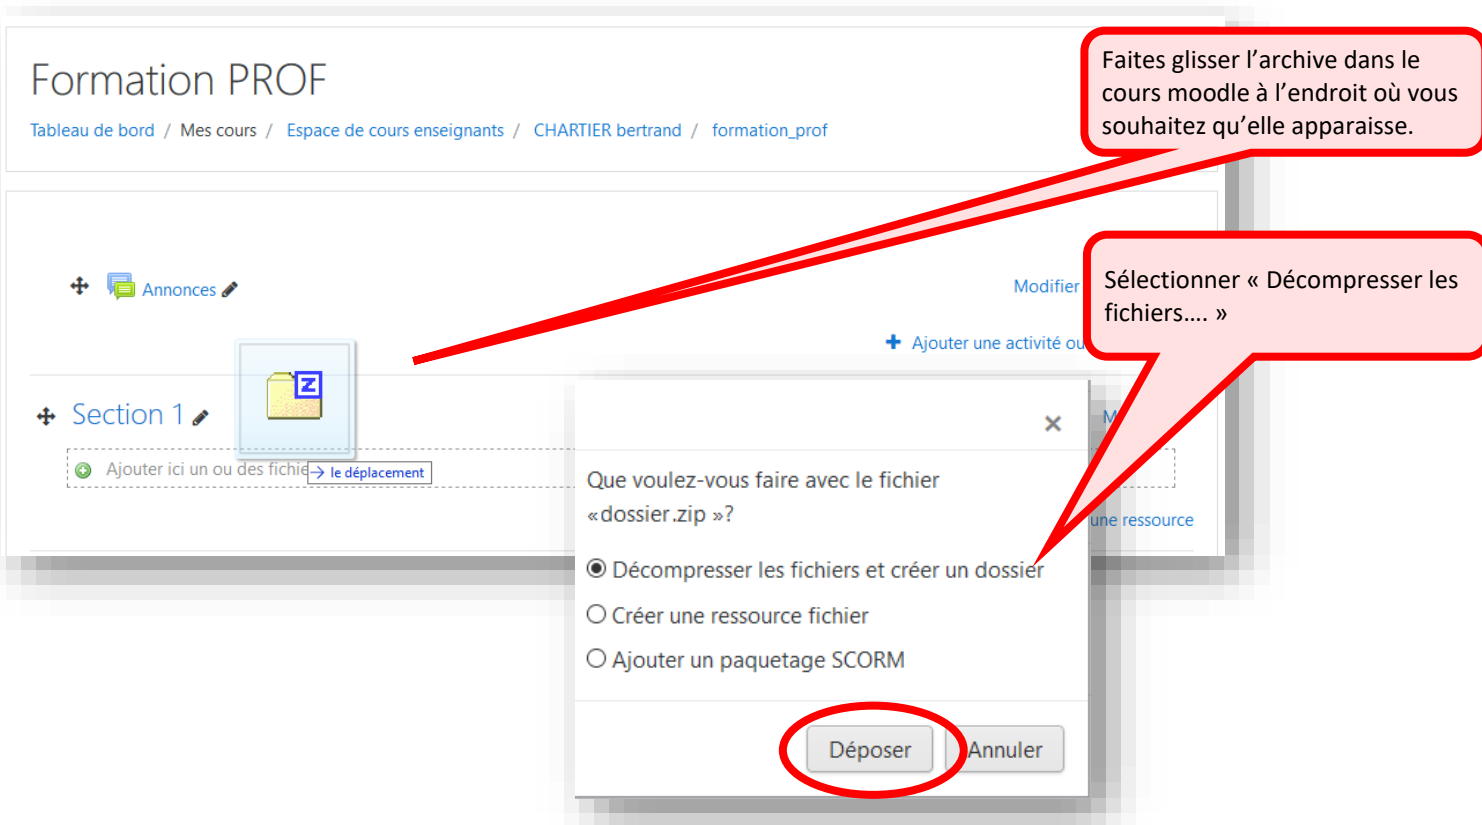 Formation PROF
Tableau de bord / Mes cours / Espace de cours enseignants / CHARTIER bertrand / formation_prof
Faites glisser l’archive dans le
cours moodle à l’endroit où vous
souhaitez qu’elle apparaisse.
Annonces
Modifier
Sélectionner « Décompresser les
fichiers…. »
Ajouter une activité ou
Z
Section 1
M
Ajouter ici un ou des fichie
→ le déplacement
Que voulez-vous faire avec le fichier
«dossier.zip »?
une ressource
Décompresser les fichiers et créer un dossier
Créer une ressource fichier
Ajouter un paquetage SCORM
Déposer
Annuler